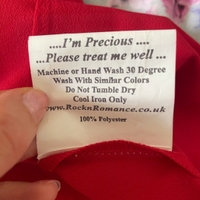 ....I'm Precious ....
...Please treat me well ...
Machine or Hand Wash 30 Degree
Wash With Similar Colors
Do Not Tumble Dry
Cool Iron Only
www.RocknRomance.co.uk
100% Polyester